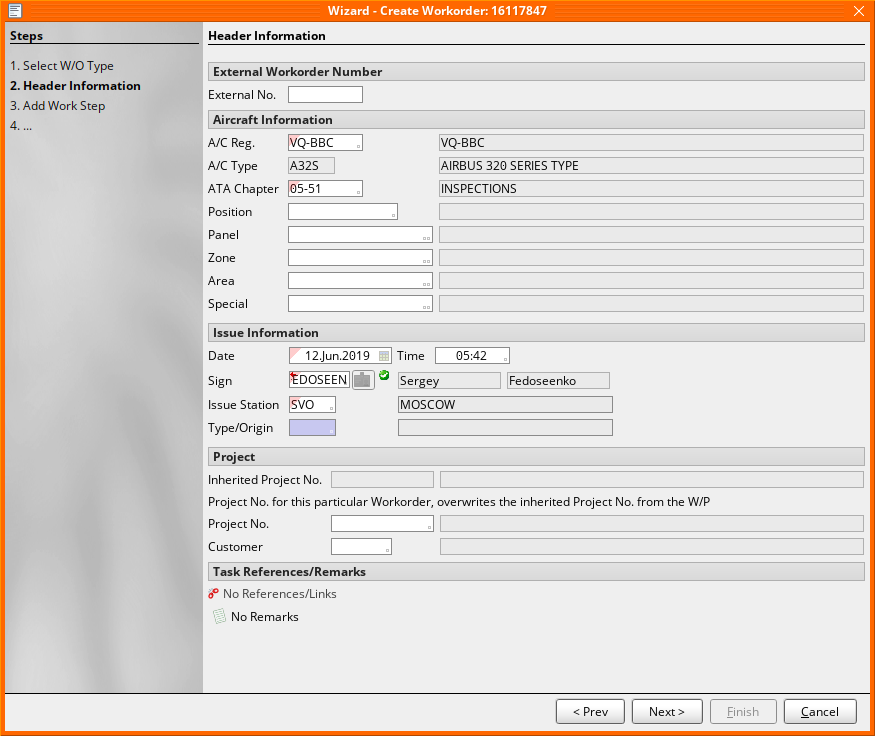 Wizard - Create Workorder: 16117847
Steps
1. Select W/O Type
2. Header Information
3. Add Work Step
4. ...
Header Information
External Workorder Number
External No.
Aircraft Information
A/C Reg. VQ-BBC VQ-BBC
A/C Type A32S AIRBUS 320 SERIES TYPE
ATA Chapter 05-51 INSPECTIONS
Position
Panel
Zone
Area
Special
Issue Information
Date 12.Jun.2019 Time 05:42
Sign EDOSEEN Sergey Fedoseenko
Issue Station SVO MOSCOW
Type/Origin
Project
Inherited Project No.
Project No. for this particular Workorder, overwrites the inherited Project No. from the W/P
Project No.
Customer
Task References/Remarks
No References/Links
No Remarks
< Prev Next > Finish Cancel